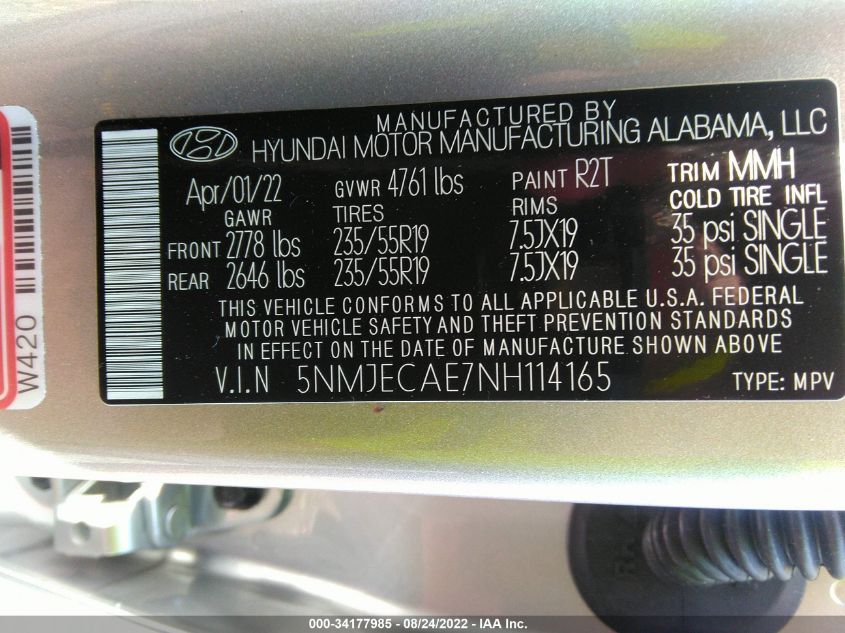 MANUFACTURED BY
HYUNDAI MOTOR MANUFACTURING ALABAMA, LLC
Apr/01/22 GVWR 4761 lbs PAINT R2T TRIM MMH
GAWR TIRES RIMS COLD TIRE INFL
FRONT 2778 lbs 235/55R19 7.5JX19 35 psi SINGLE
REAR 2646 lbs 235/55R19 7.5JX19 35 psi SINGLE
THIS VEHICLE CONFORMS TO ALL APPLICABLE U.S.A. FEDERAL
MOTOR VEHICLE SAFETY AND THEFT PREVENTION STANDARDS
IN EFFECT ON THE DATE OF MANUFACTURE SHOWN ABOVE
V.I.N 5NMJECAE7NH114165 TYPE: MPV
W420
000-34177985 - 08/24/2022 - IAA Inc.